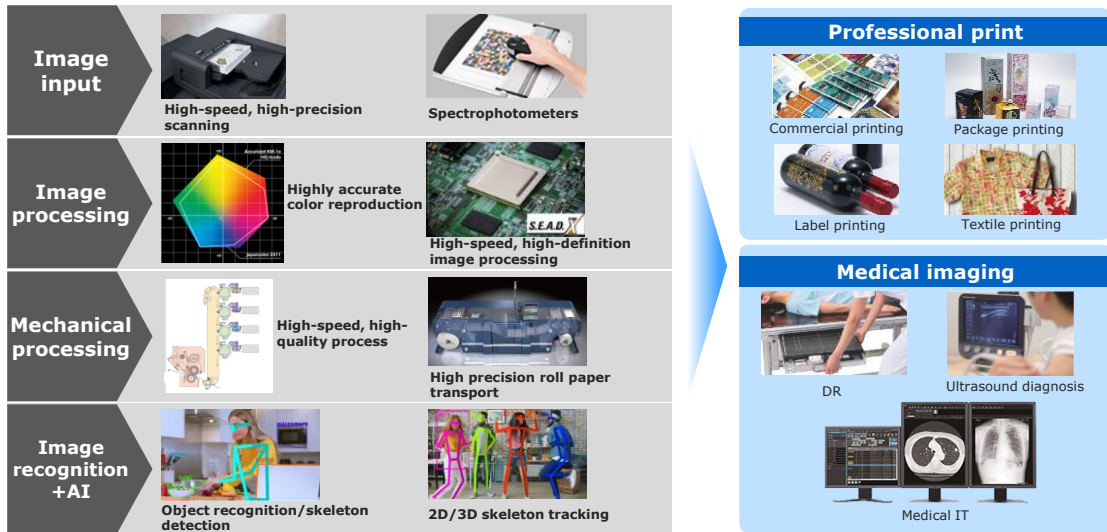 Image
input
High-speed, high-precision
scanning
Spectrophotometers
Image
processing
Highly accurate
color reproduction
Japancolor 2011
S.E.A.D. X
High-speed, high-definition
image processing
Mechanical
processing
High-speed, high-
quality process
High precision roll paper
transport
Image
recognition
+AI
Object recognition/skeleton
detection
2D/3D skeleton tracking
Professional print
Commercial printing
Package printing
Label printing
Textile printing
Medical imaging
DR
Ultrasound diagnosis
Medical IT